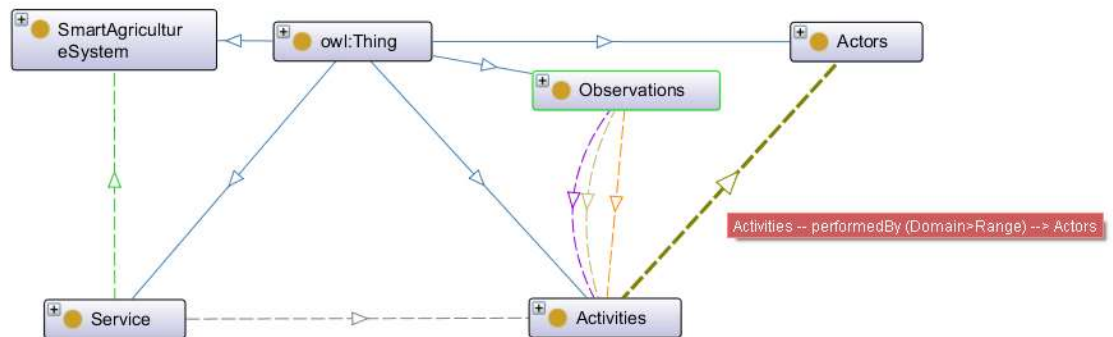 SmartAgricultur
eSystem
owl:Thing
Actors
Observations
Activities -- performedBy (Domain>Range) --> Actors
Service
Activities